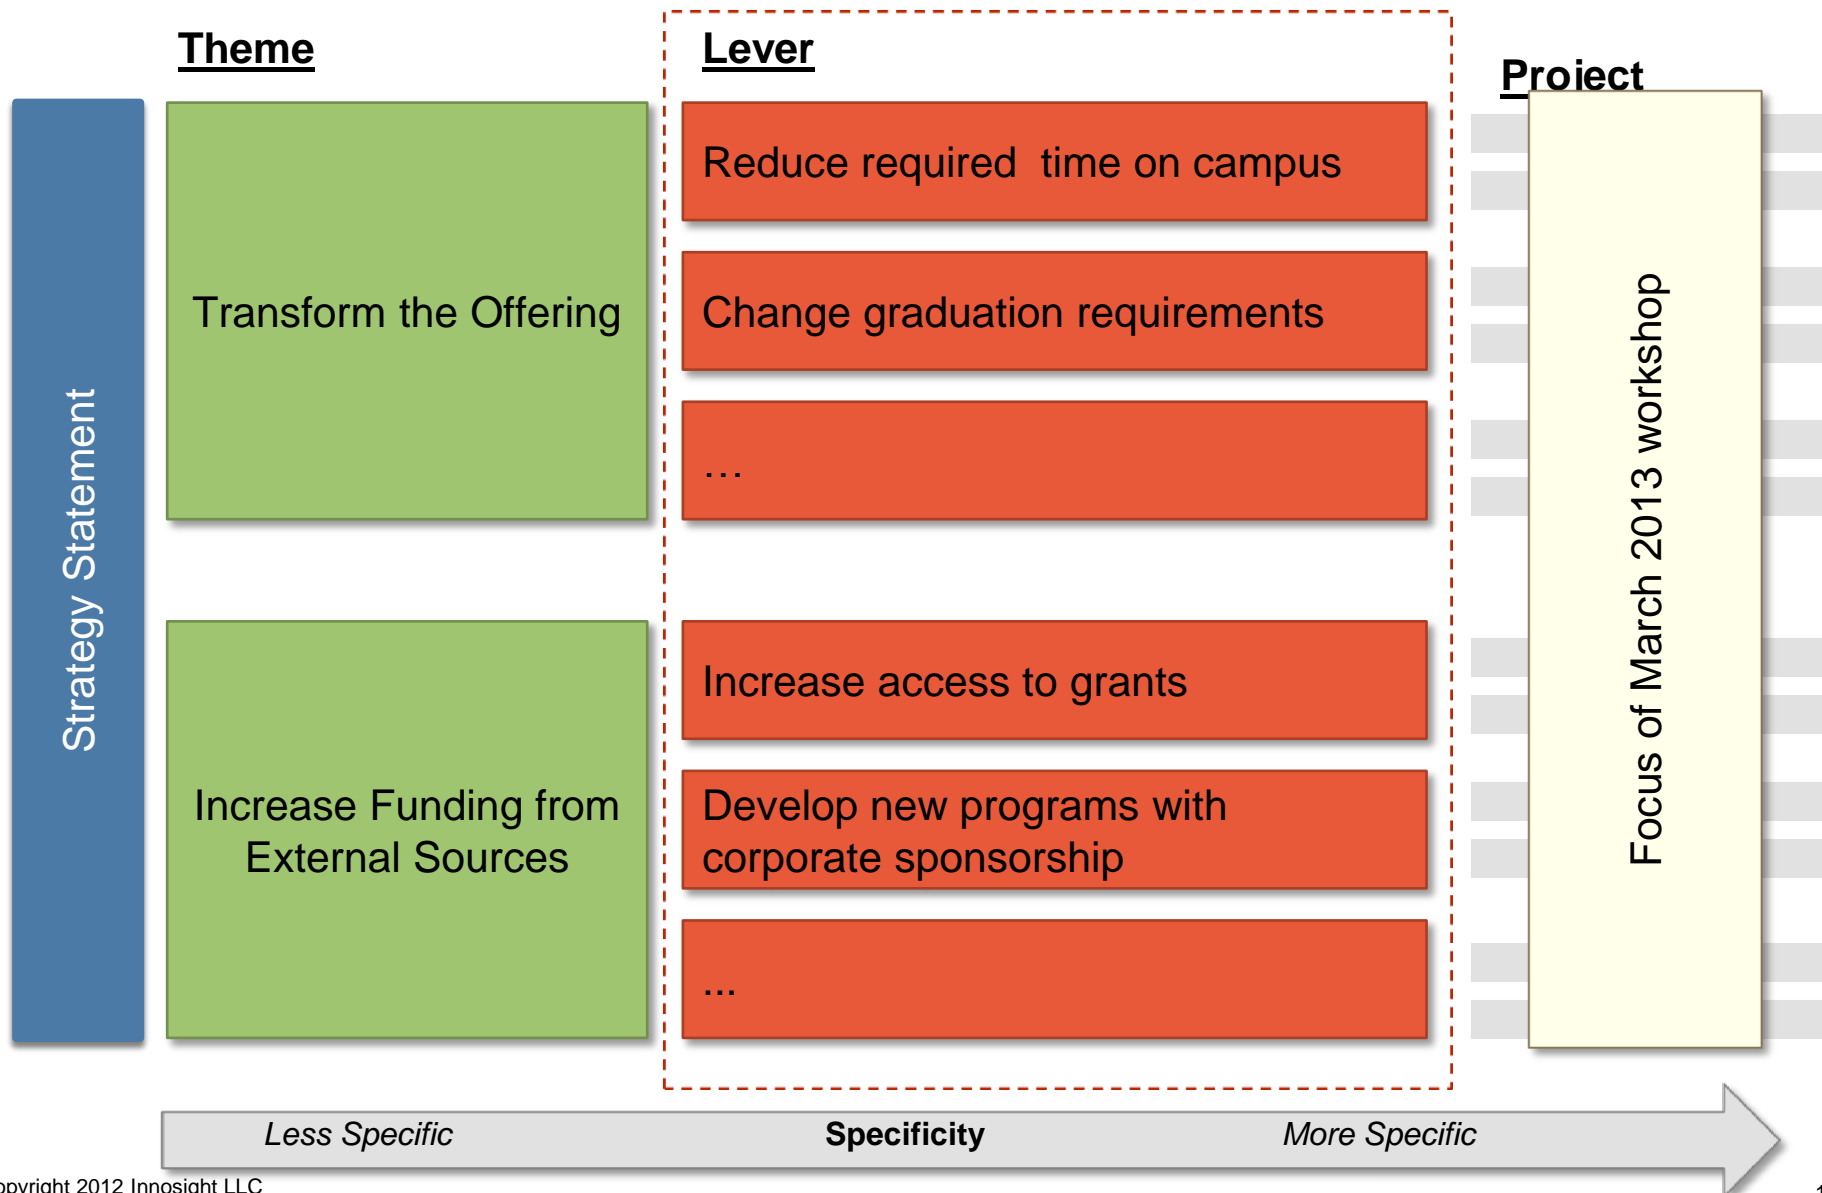 Theme
Lever
Project
Strategy Statement
Transform the Offering
Reduce required  time on campus
Change graduation requirements
…
Increase Funding from
External Sources
Increase access to grants
Develop new programs with
corporate sponsorship
...
Focus of March 2013 workshop
Less Specific
Specificity
More Specific
opyright 2012 Innosight LLC